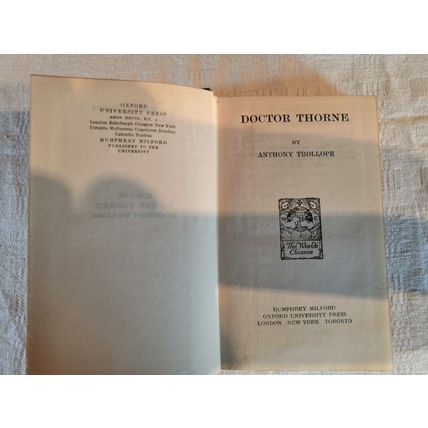 OXFORD
UNIVERSITY PRESS
AMEN HOUSE, E.C. 4
London Edinburgh Glasgow New York
Toronto Melbourne Capetown Bombay
Calcutta Madras
HUMPHREY MILFORD
PUBLISHER TO THE
UNIVERSITY
DOCTOR THORNE
BY
ANTHONY TROLLOPE
The World's
Classics
HUMPHREY MILFORD
OXFORD UNIVERSITY PRESS
LONDON NEW YORK TORONTO